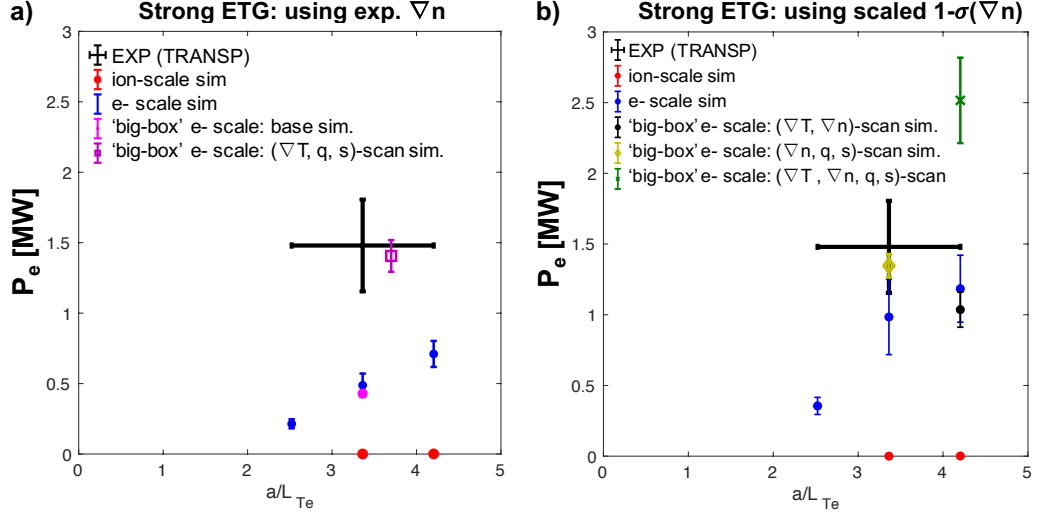 a)
Strong ETG: using exp. ∇n
3
2.5
2
1.5
1
0.5
0
P_e [MW]
EXP (TRANSP)
ion-scale sim
e- scale sim
'big-box' e- scale: base sim.
'big-box' e- scale: (∇T, q, s)-scan sim.
0 1 2 3 4 5
a/L_Te
b)
Strong ETG: using scaled 1-σ(∇n)
3
2.5
2
1.5
1
0.5
0
P_e [MW]
EXP (TRANSP)
ion-scale sim
e- scale sim
'big-box' e- scale: (∇T, ∇n)-scan sim.
'big-box' e- scale: (∇n, q, s)-scan sim.
'big-box' e- scale: (∇T , ∇n, q, s)-scan
0 1 2 3 4 5
a/L_Te